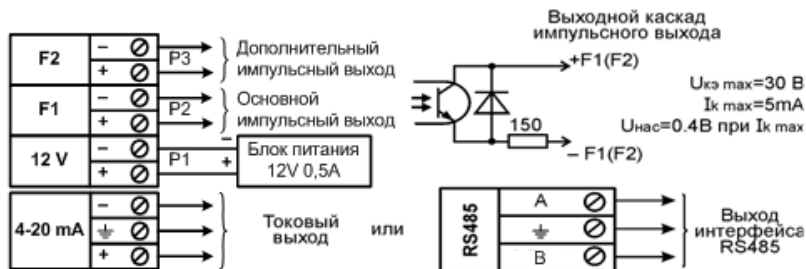 Выходной каскад
импульсного выхода
F2
–
+
P3
Дополнительный
импульсный выход
F1
–
+
P2
Основной
импульсный выход
12 V
–
+
P1
–
+
Блок питания
12V 0,5A
+F1(F2)
150
– F1(F2)
Uкэ max=30 В
Ik max=5mA
Uнас=0.4В при Ik max
4-20 mA
–
+
Токовый
выход
или
RS485
A
B
Выход
интерфейса
RS485